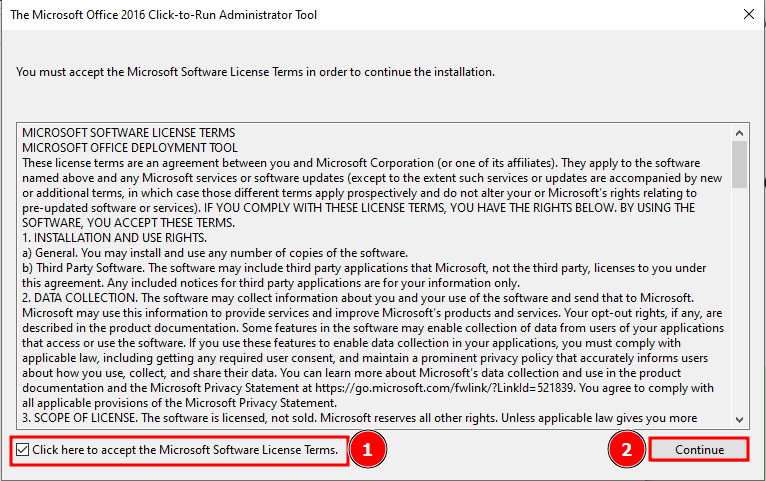 The Microsoft Office 2016 Click-to-Run Administrator Tool
You must accept the Microsoft Software License Terms in order to continue the installation.
MICROSOFT SOFTWARE LICENSE TERMS
MICROSOFT OFFICE DEPLOYMENT TOOL
These license terms are an agreement between you and Microsoft Corporation (or one of its affiliates). They apply to the software
named above and any Microsoft services or software updates (except to the extent such services or updates are accompanied by new
or additional terms, in which case those different terms apply prospectively and do not alter your or Microsoft's rights relating to
pre-updated software or services). IF YOU COMPLY WITH THESE LICENSE TERMS, YOU HAVE THE RIGHTS BELOW. BY USING THE
SOFTWARE, YOU ACCEPT THESE TERMS.
1. INSTALLATION AND USE RIGHTS.
a) General. You may install and use any number of copies of the software.
b) Third Party Software. The software may include third party applications that Microsoft, not the third party, licenses to you under
this agreement. Any included notices for third party applications are for your information only.
2. DATA COLLECTION. The software may collect information about you and your use of the software and send that to Microsoft.
Microsoft may use this information to provide services and improve Microsoft's products and services. Your opt-out rights, if any, are
described in the product documentation. Some features in the software may enable collection of data from users of your applications
that access or use the software. If you use these features to enable data collection in your applications, you must comply with
applicable law, including getting any required user consent, and maintain a prominent privacy policy that accurately informs users
about how you use, collect, and share their data. You can learn more about Microsoft's data collection and use in the product
documentation and the Microsoft Privacy Statement at https://go.microsoft.com/fwlink/?LinkId=521839. You agree to comply with
all applicable provisions of the Microsoft Privacy Statement.
3. SCOPE OF LICENSE. The software is licensed, not sold. Microsoft reserves all other rights. Unless applicable law gives you more
Click here to accept the Microsoft Software License Terms. 1 2 Continue